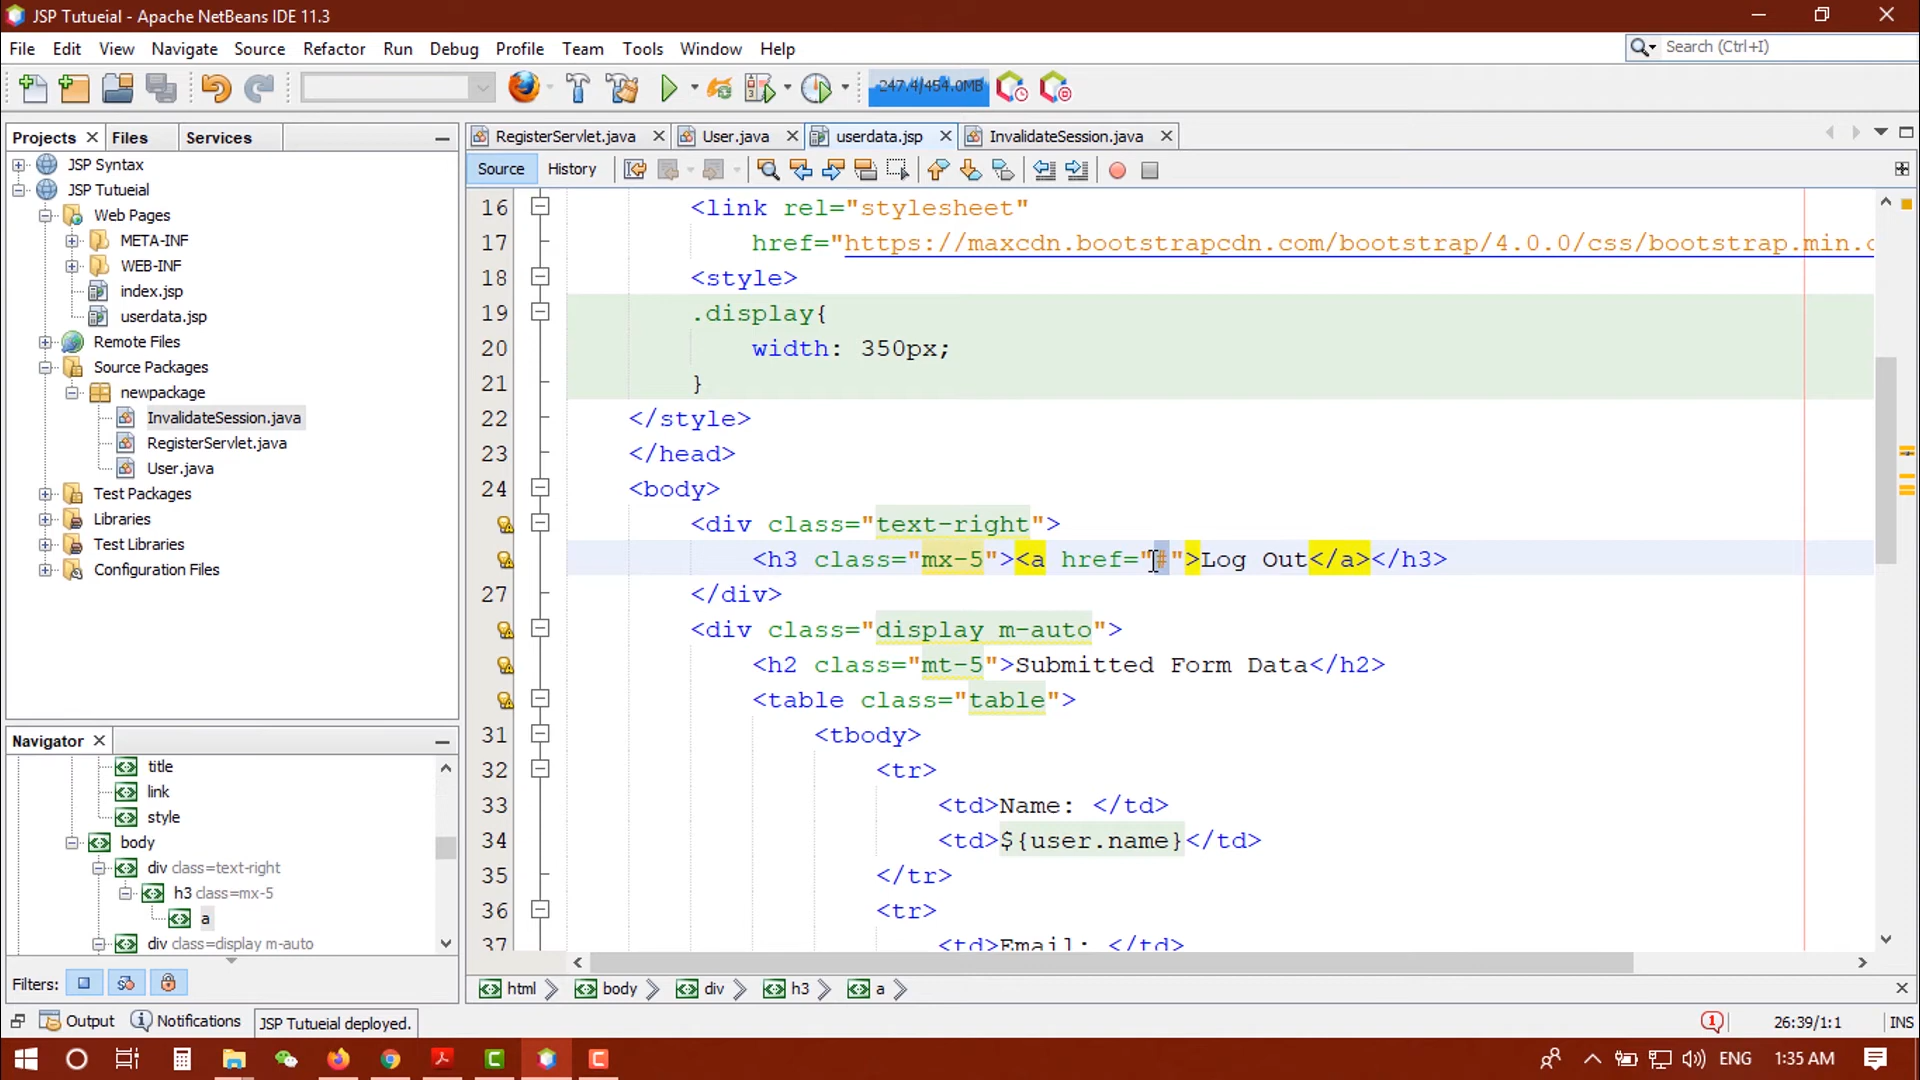 JSP Tutueial - Apache NetBeans IDE 11.3
File Edit View Navigate Source Refactor Run Debug Profile Team Tools Window Help
Search (Ctrl+I)
247.4/454.0MB
Projects Files Services
RegisterServlet.java User.java userdata.jsp InvalidateSession.java
Source History
JSP Syntax
JSP Tutueial
Web Pages
META-INF
WEB-INF
index.jsp
userdata.jsp
Remote Files
Source Packages
newpackage
InvalidateSession.java
RegisterServlet.java
User.java
Test Packages
Libraries
Test Libraries
Configuration Files
16 <link rel="stylesheet"
17 href="https://maxcdn.bootstrapcdn.com/bootstrap/4.0.0/css/bootstrap.min.c
18 <style>
19 .display{
20 width: 350px;
21 }
22 </style>
23 </head>
24 <body>
<div class="text-right">
<h3 class="mx-5"><a href="#">Log Out</a></h3>
27 </div>
<div class="display m-auto">
<h2 class="mt-5">Submitted Form Data</h2>
<table class="table">
31 <tbody>
32 <tr>
33 <td>Name: </td>
34 <td>${user.name}</td>
35 </tr>
36 <tr>
37 <td>Email: </td>
Navigator
title
link
style
body
div class=text-right
h3 class=mx-5
a
div class=display m-auto
Filters:
html body div h3 a
Output Notifications JSP Tutueial deployed.
26:39/1:1 INS
ENG 1:35 AM